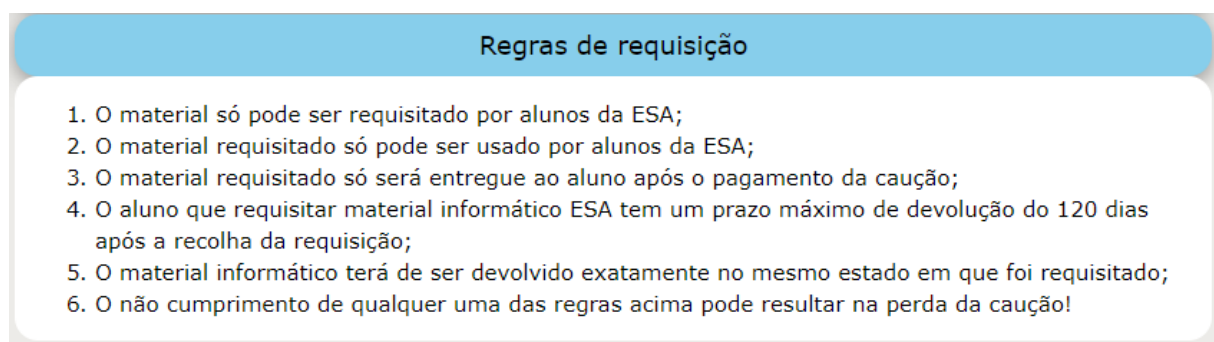 Regras de requisição
1. O material só pode ser requisitado por alunos da ESA;
2. O material requisitado só pode ser usado por alunos da ESA;
3. O material requisitado só será entregue ao aluno após o pagamento da caução;
4. O aluno que requisitar material informático ESA tem um prazo máximo de devolução do 120 dias
após a recolha da requisição;
5. O material informático terá de ser devolvido exatamente no mesmo estado em que foi requisitado;
6. O não cumprimento de qualquer uma das regras acima pode resultar na perda da caução!